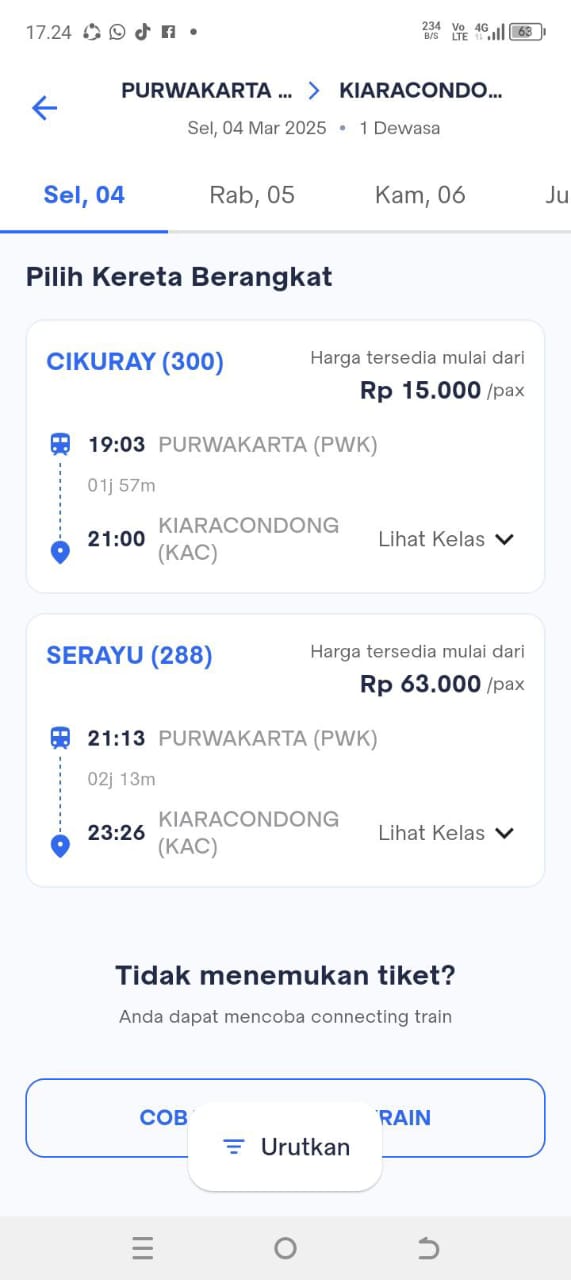 17.24
234 B/S
Vo LTE
4G
63
PURWAKARTA ... KIARACONDO...
Sel, 04 Mar 2025 • 1 Dewasa
Sel, 04
Rab, 05
Kam, 06
Ju
Pilih Kereta Berangkat
CIKURAY (300)
Harga tersedia mulai dari
Rp 15.000 /pax
19:03 PURWAKARTA (PWK)
01j 57m
21:00 KIARACONDONG (KAC)
Lihat Kelas
SERAYU (288)
Harga tersedia mulai dari
Rp 63.000 /pax
21:13 PURWAKARTA (PWK)
02j 13m
23:26 KIARACONDONG (KAC)
Lihat Kelas
Tidak menemukan tiket?
Anda dapat mencoba connecting train
COB
RAIN
Urutkan